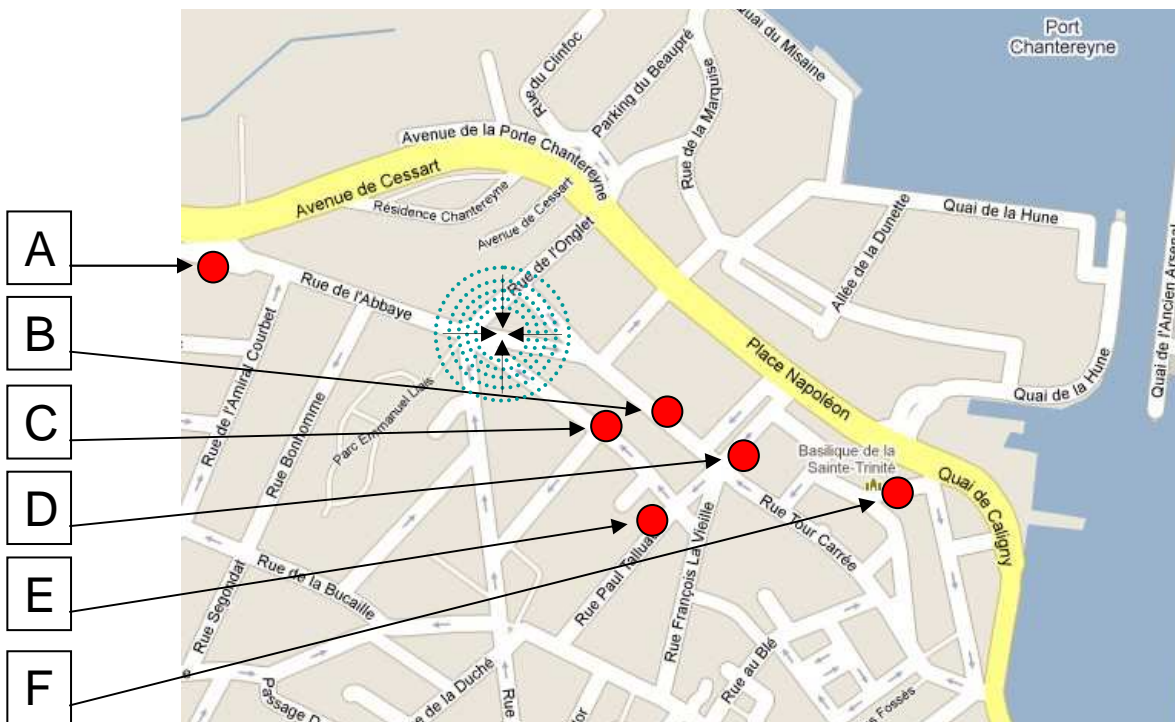 Port
Chantereyne
Quai du Misaine
Rue du Clinfoc
Parking du Beaupré
Rue de la Marquise
Avenue de la Porte Chantereyne
Avenue de Cessart
Résidence Chantereyne
Avenue de Cessart
Rue de l'Onglet
Quai de la Hune
Allée de la Dunette
Quai de l'Ancien Arsenal
A
B
C
D
E
F
Rue de l'Abbaye
Rue de l'Amiral Courbet
Rue Bonhomme
Parc Emmanuel Liais
Place Napoléon
Quai de la Hune
Basilique de la
Sainte-Trinité
Quai de Caligny
Rue Tour Carrée
Rue François La Vieille
Rue Paul Talluau
Rue de la Bucaille
Rue Segondat
Rue au Blé
Rue
e de la Duché
Passage D
or
es Fossés
e